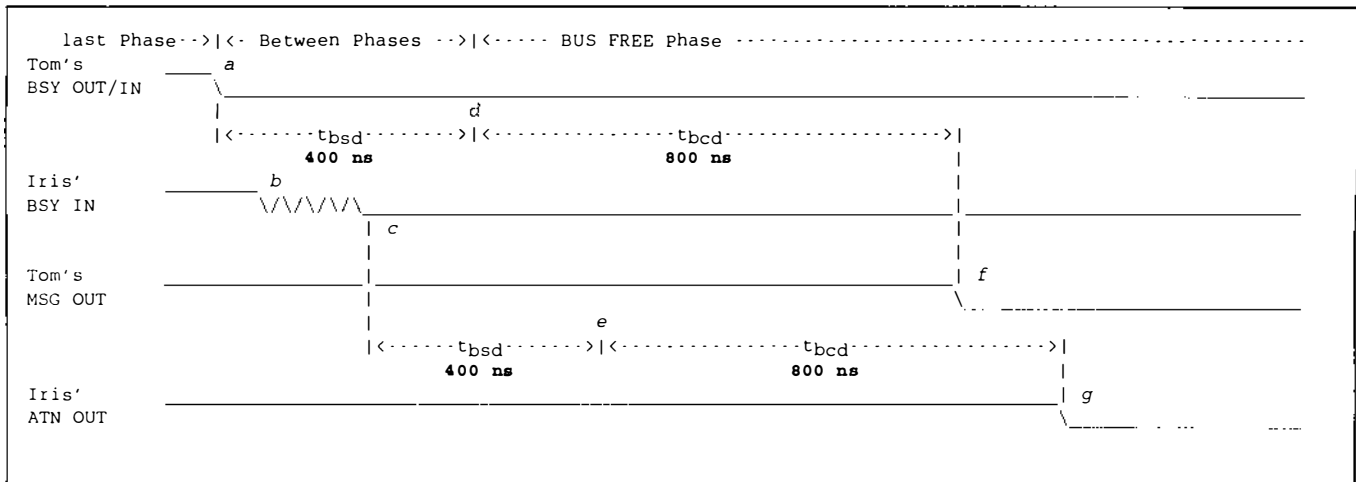 last Phase-->|<- Between Phases -->|<----- BUS FREE Phase ---------------------------
Tom's
BSY OUT/IN
a
d
|<-------tbsd-------->|<----------------tbcd---------------->|
400 ns 800 ns
Iris'
BSY IN
b
c
Tom's
MSG OUT
f
e
|<------tbsd------->|<----------------tbcd---------------->|
400 ns 800 ns
Iris'
ATN OUT
g